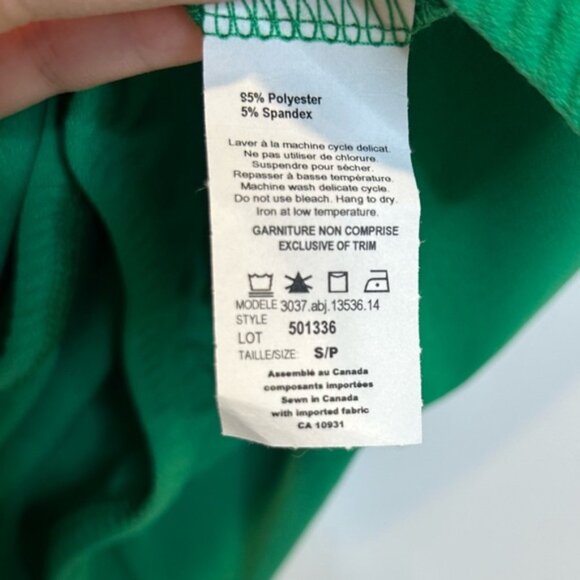 95% Polyester
5% Spandex
Laver à la machine cycle delicat.
Ne pas utiliser de chlorure.
Suspendre pour sécher.
Repasser à basse température.
Machine wash delicate cycle.
Do not use bleach. Hang to dry.
Iron at low temperature.
GARNITURE NON COMPRISE
EXCLUSIVE OF TRIM
MODELE 3037.abj.13536.14
STYLE
LOT 501336
TAILLE/SIZE: S/P
Assemblé au Canada
composants importées
Sewn in Canada
with imported fabric
CA 10931